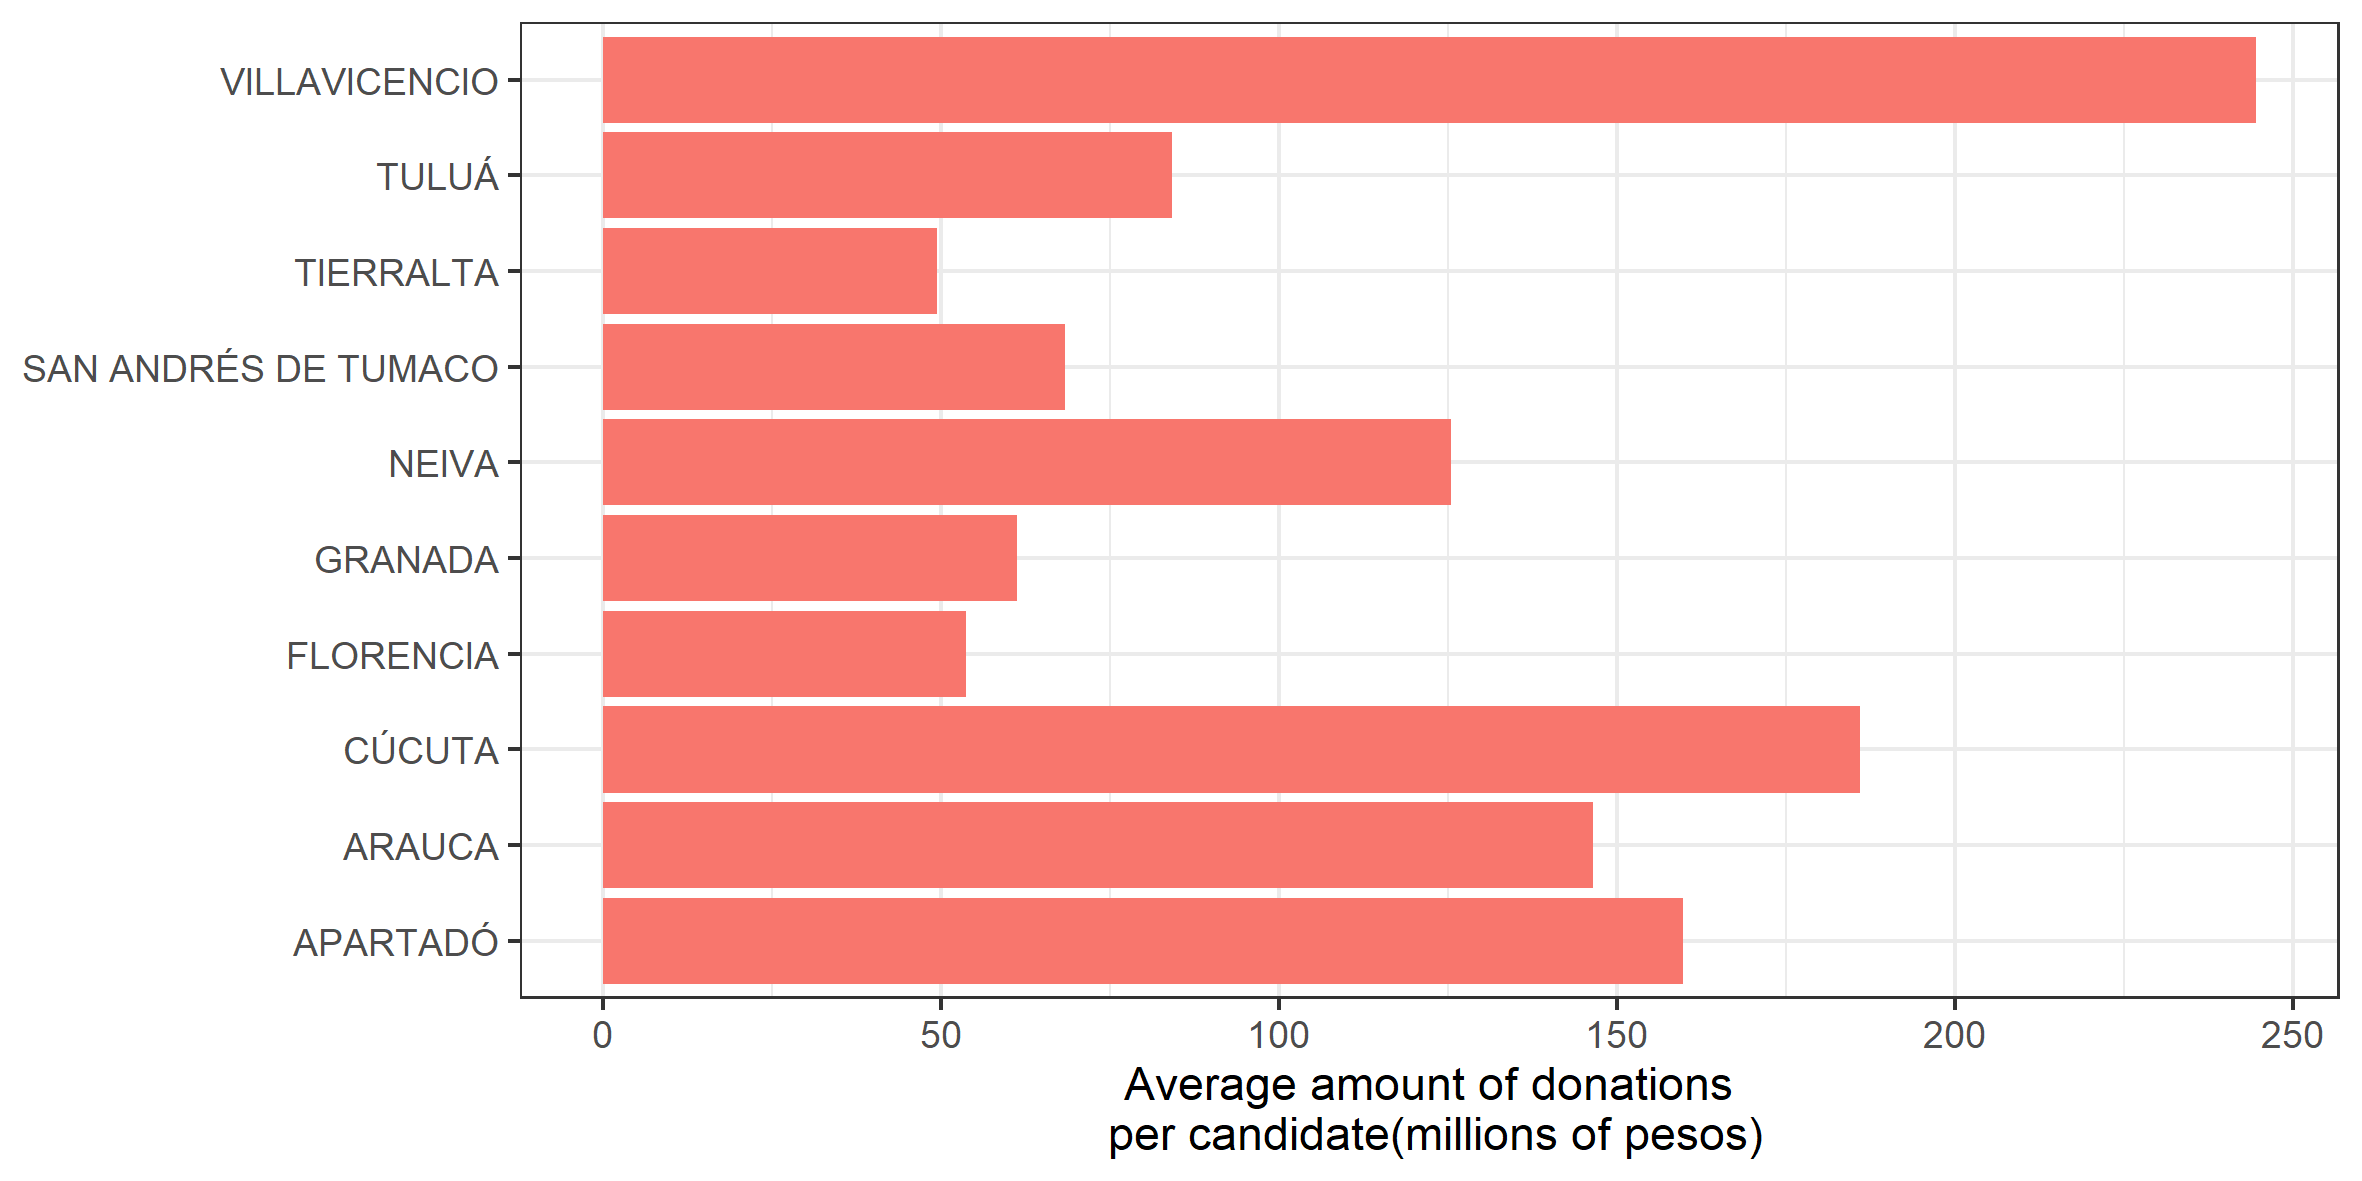 VILLAVICENCIO
TULUÁ
TIERRALTA
SAN ANDRÉS DE TUMACO
NEIVA
GRANADA
FLORENCIA
CÚCUTA
ARAUCA
APARTADÓ
0 50 100 150 200 250
Average amount of donations
per candidate(millions of pesos)